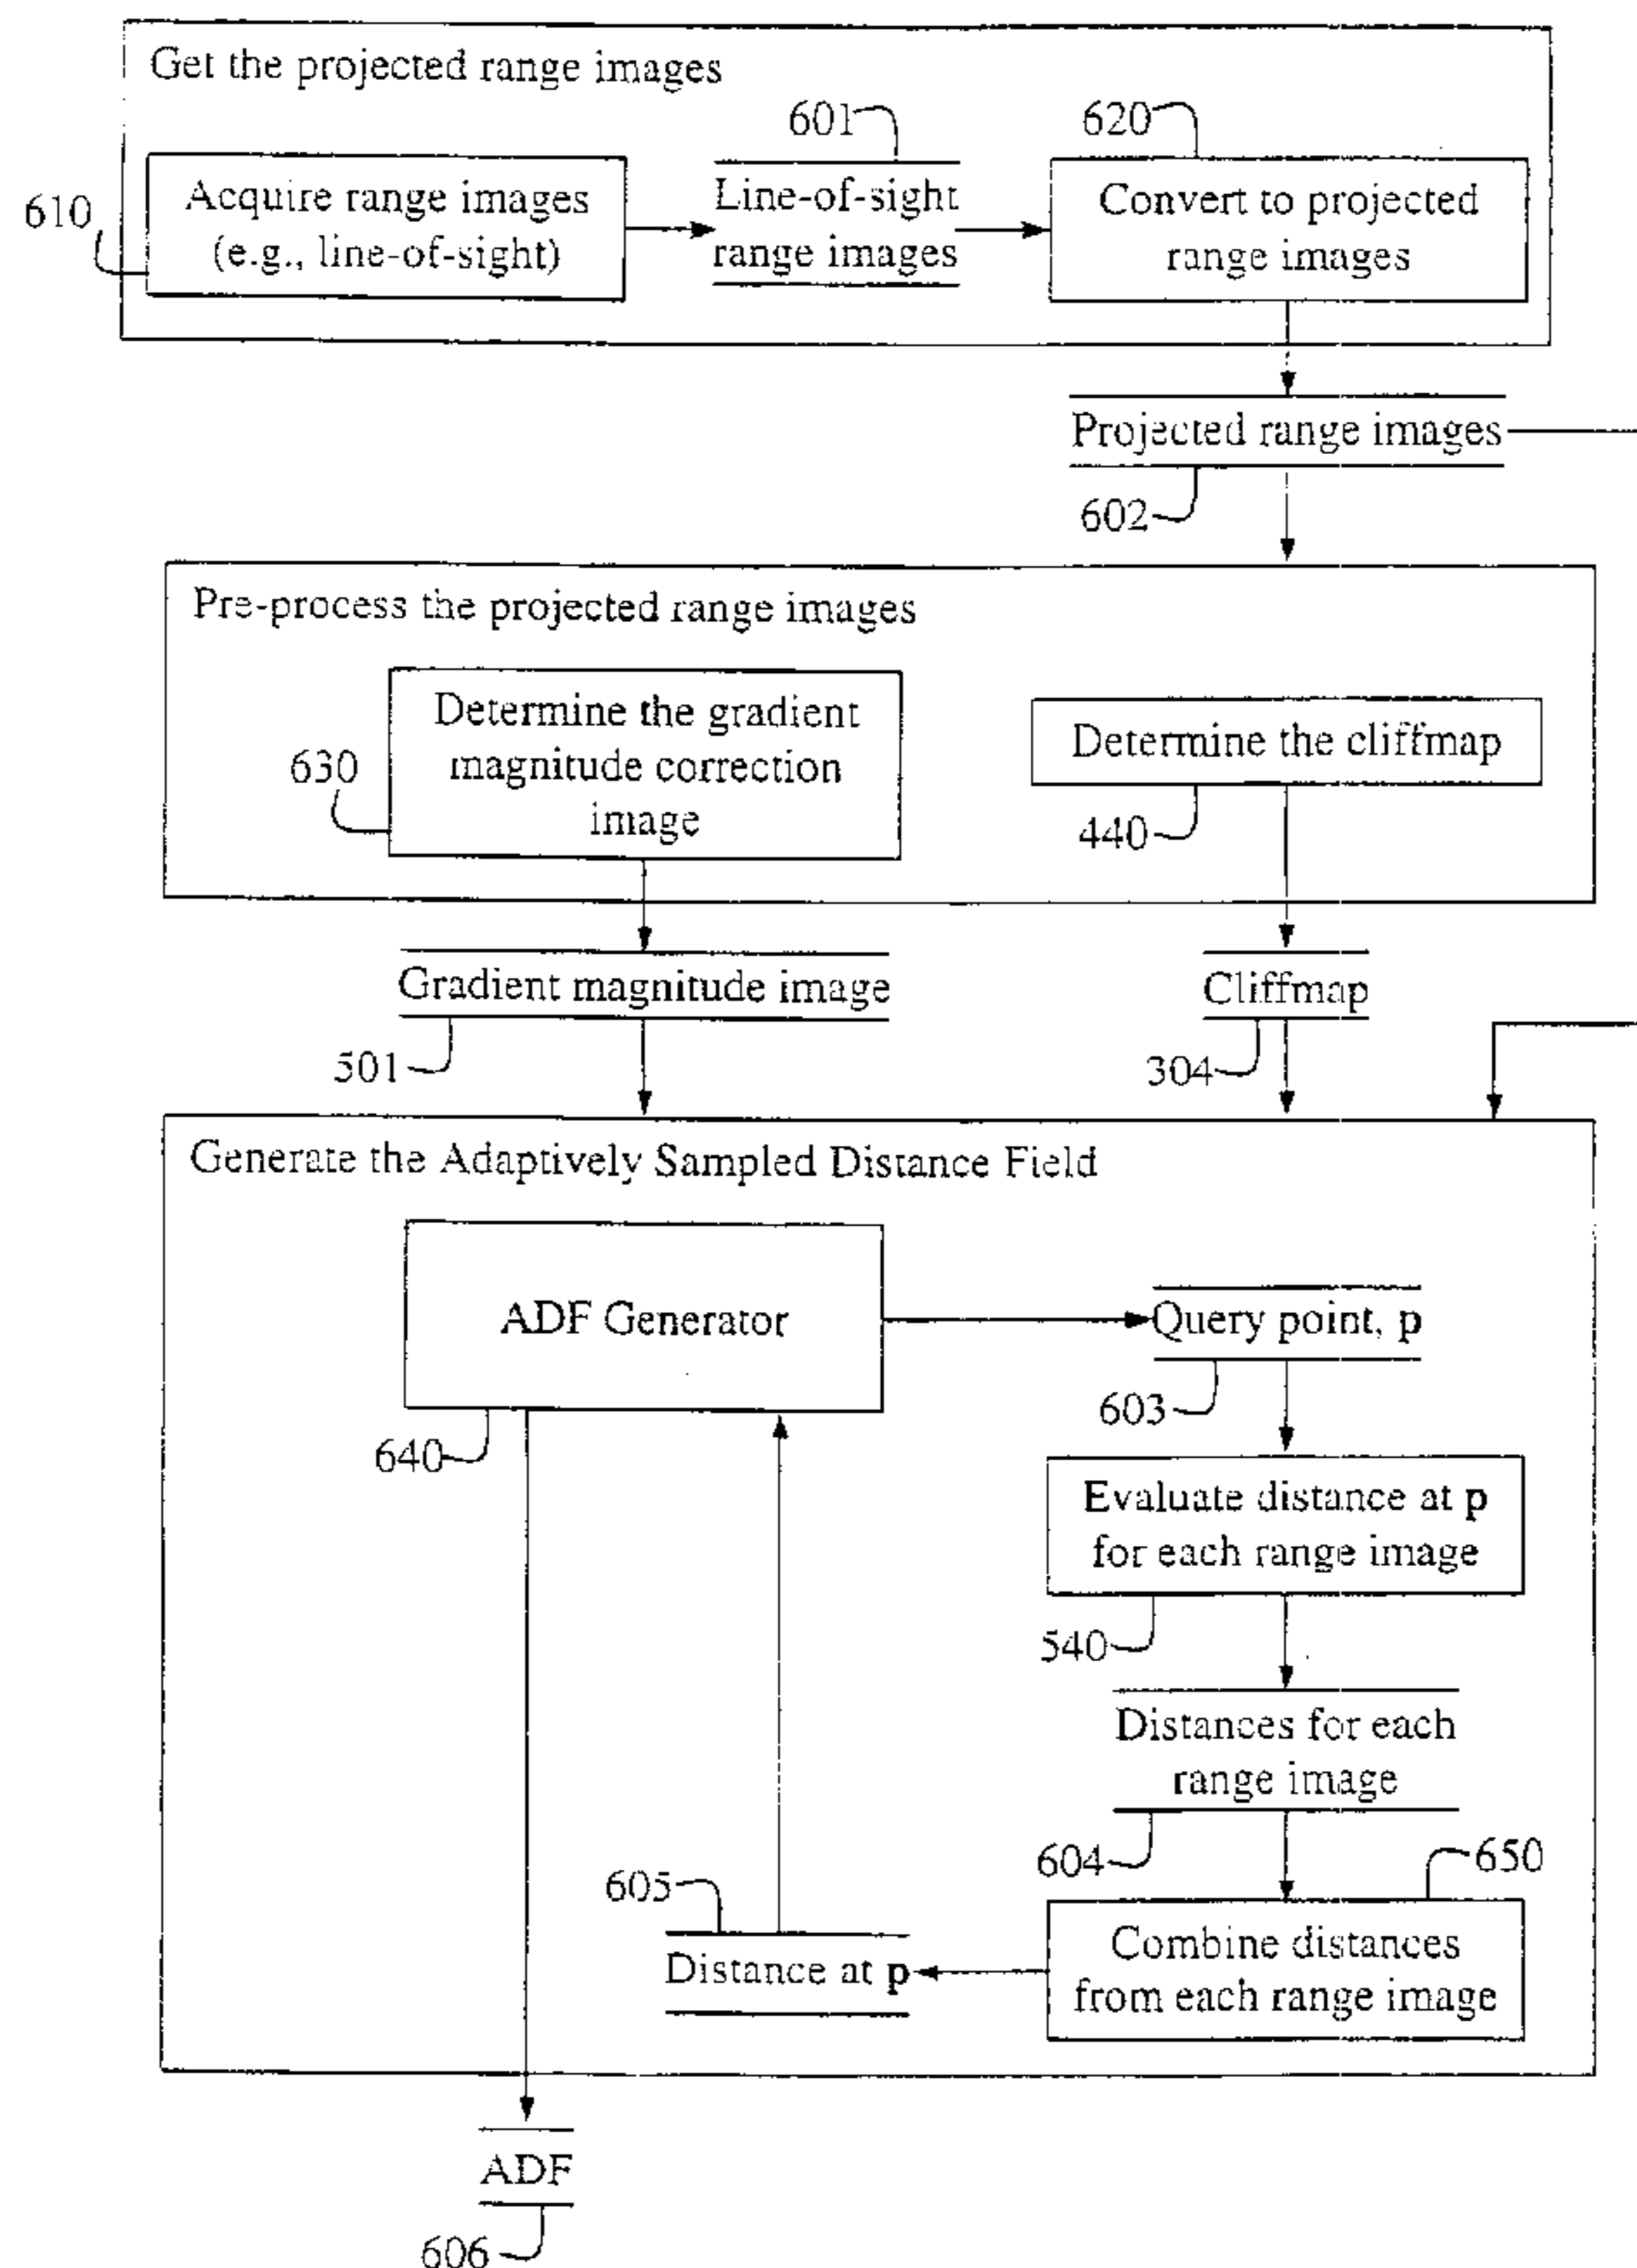 Get the projected range images
601
620
610
Acquire range images
(e.g., line-of-sight)
Line-of-sight
range images
Convert to projected
range images
Projected range images
602
Pre-process the projected range images
Determine the gradient
magnitude correction
image
630
Determine the cliffmap
440
Gradient magnitude image
Cliffmap
501
304
Generate the Adaptively Sampled Distance Field
ADF Generator
Query point, p
603
640
Evaluate distance at p
for each range image
540
Distances for each
range image
604
650
605
Distance at p
Combine distances
from each range image
ADF
606